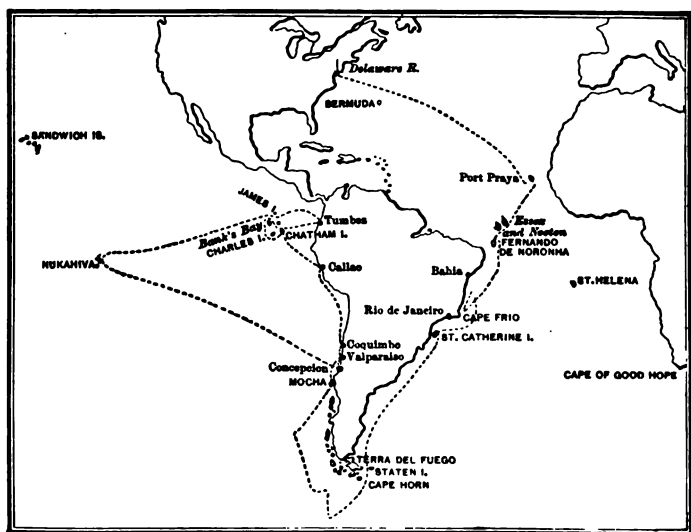 Delaware R.
BERMUDA
SANDWICH IS.
Port Praya
JAMES I.
Essex
and Nocton
Bank's Bay
Tumbez
CHATHAM I.
CHARLES I.
FERNANDO
DE NORONHA
NUKAHIVA
Callao
Bahia
ST. HELENA
Rio de Janeiro
CAPE FRIO
ST. CATHERINE I.
Coquimbo
Valparaiso
Concepcion
MOCHA
CAPE OF GOOD HOPE
TERRA DEL FUEGO
STATEN I.
CAPE HORN